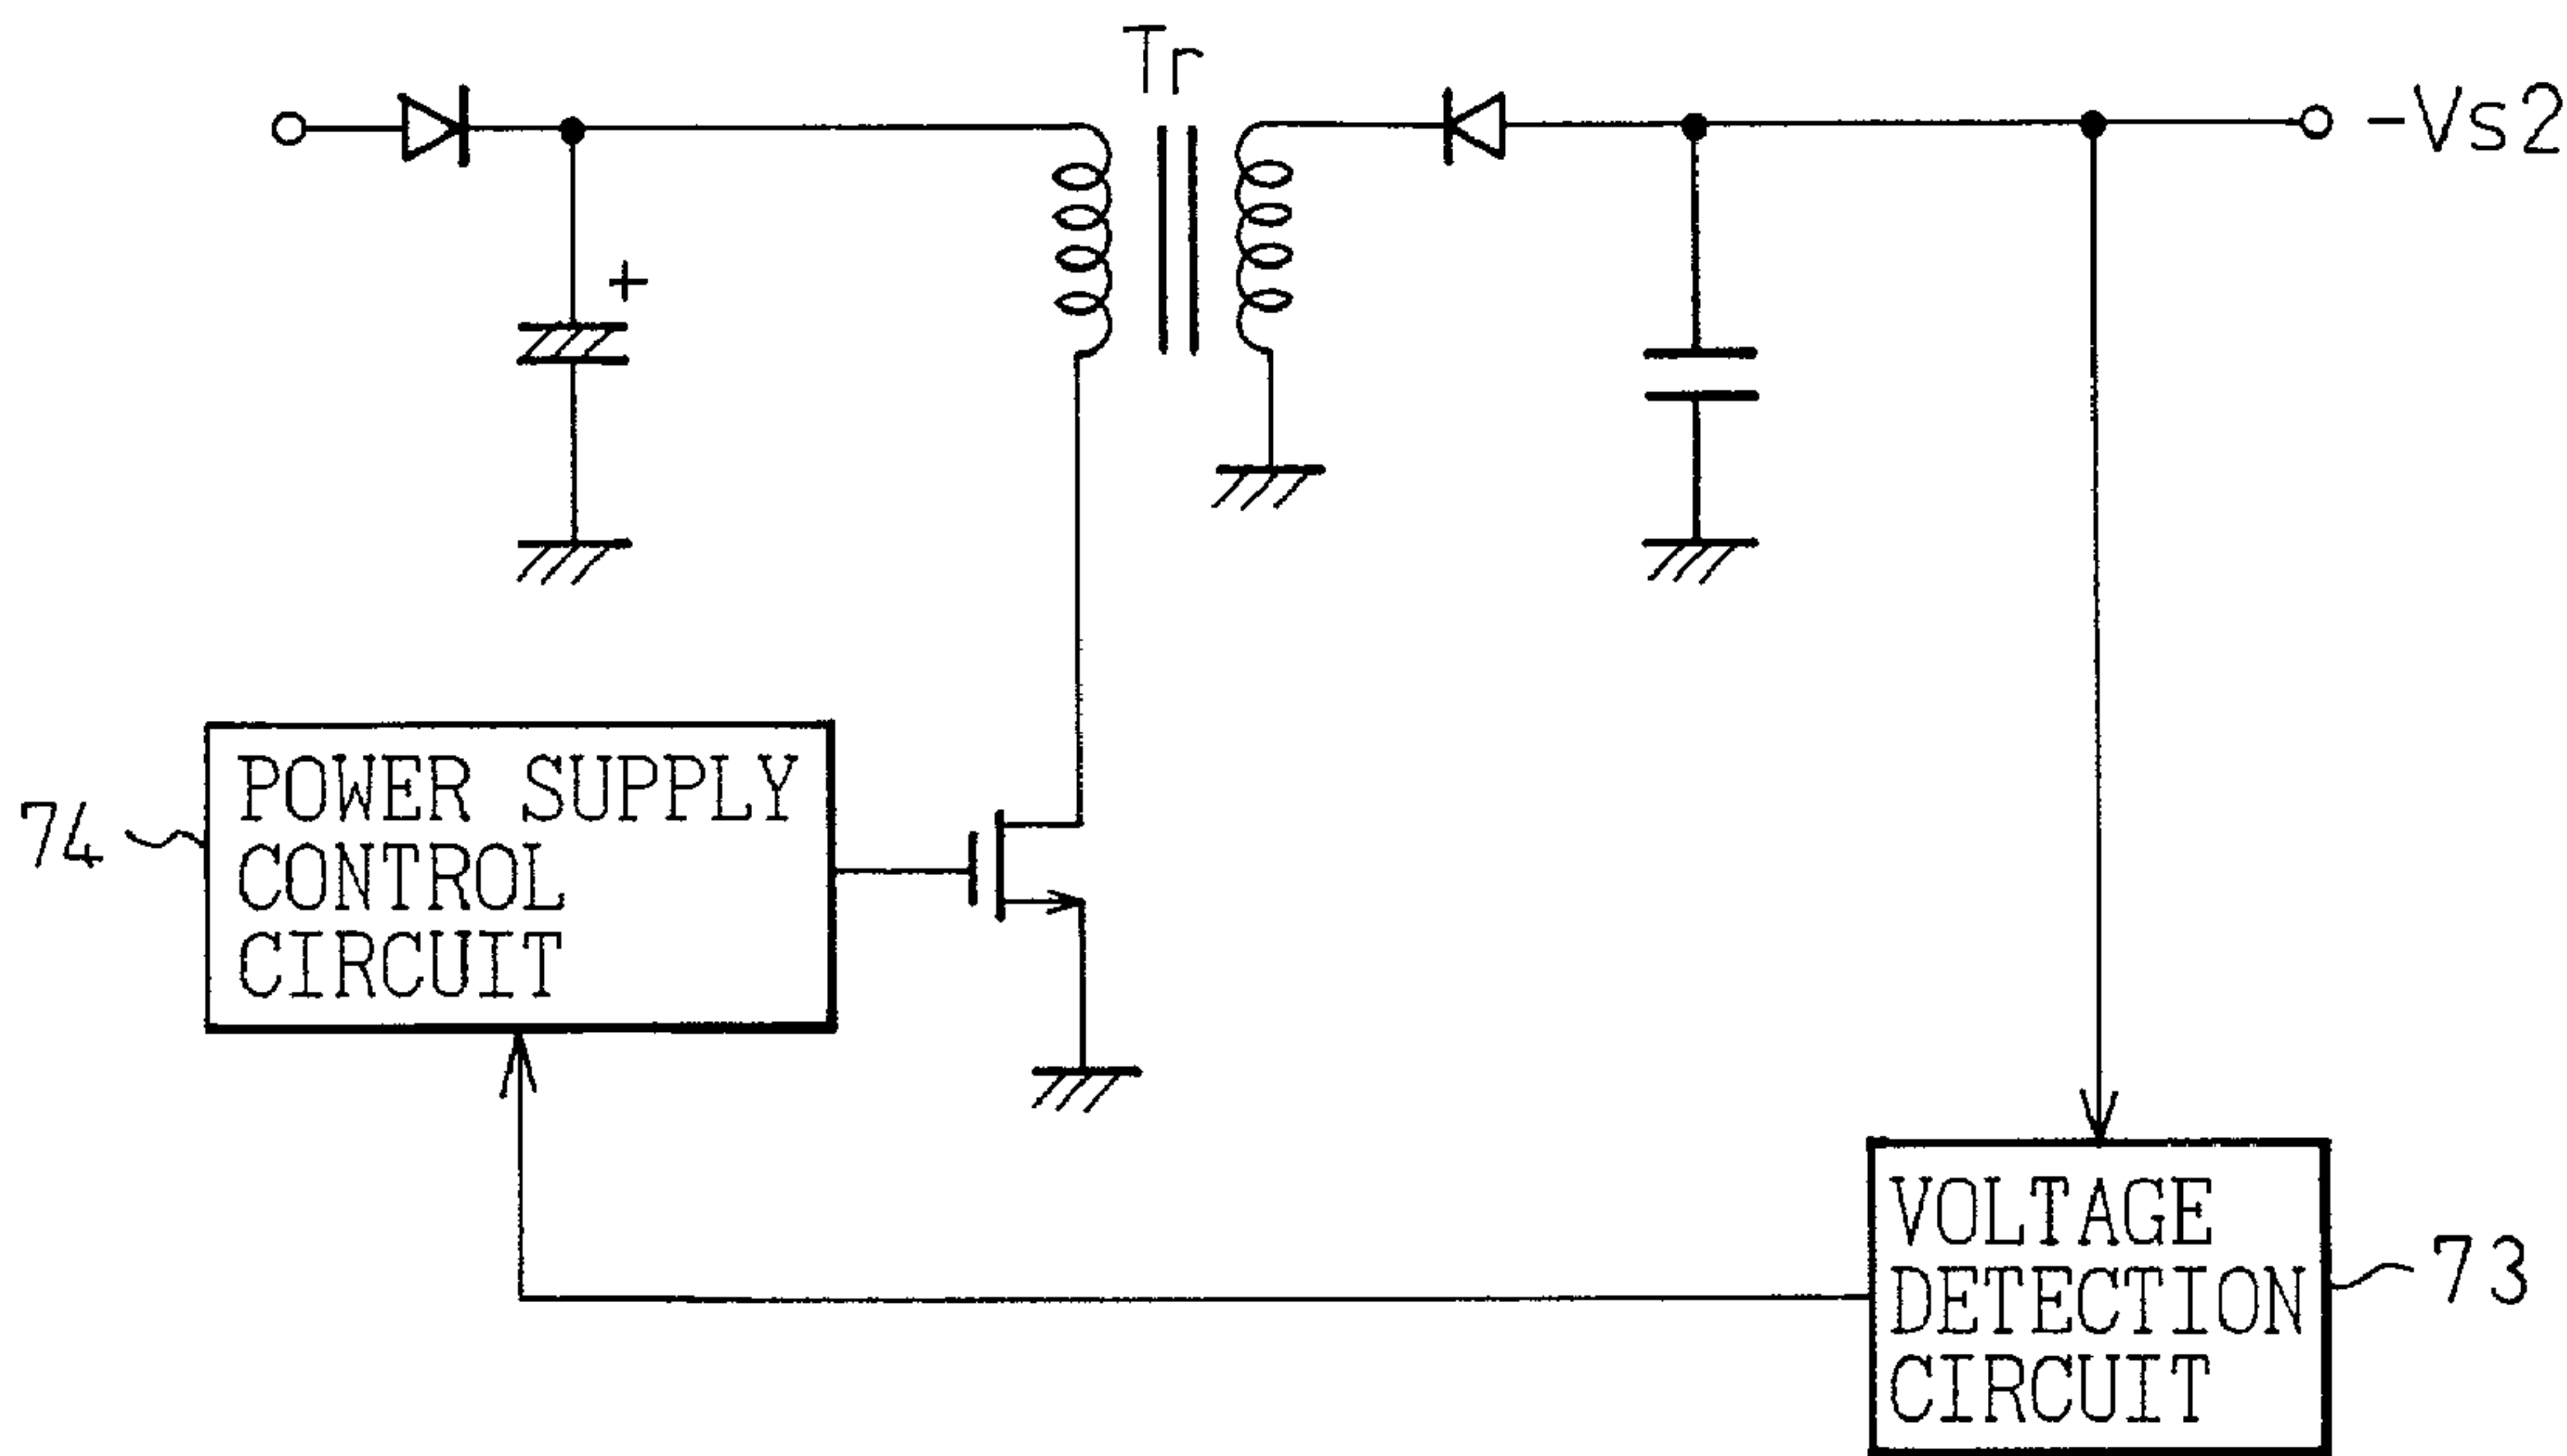 Tr
-Vs2
+
74
POWER SUPPLY
CONTROL
CIRCUIT
VOLTAGE
DETECTION
CIRCUIT
73